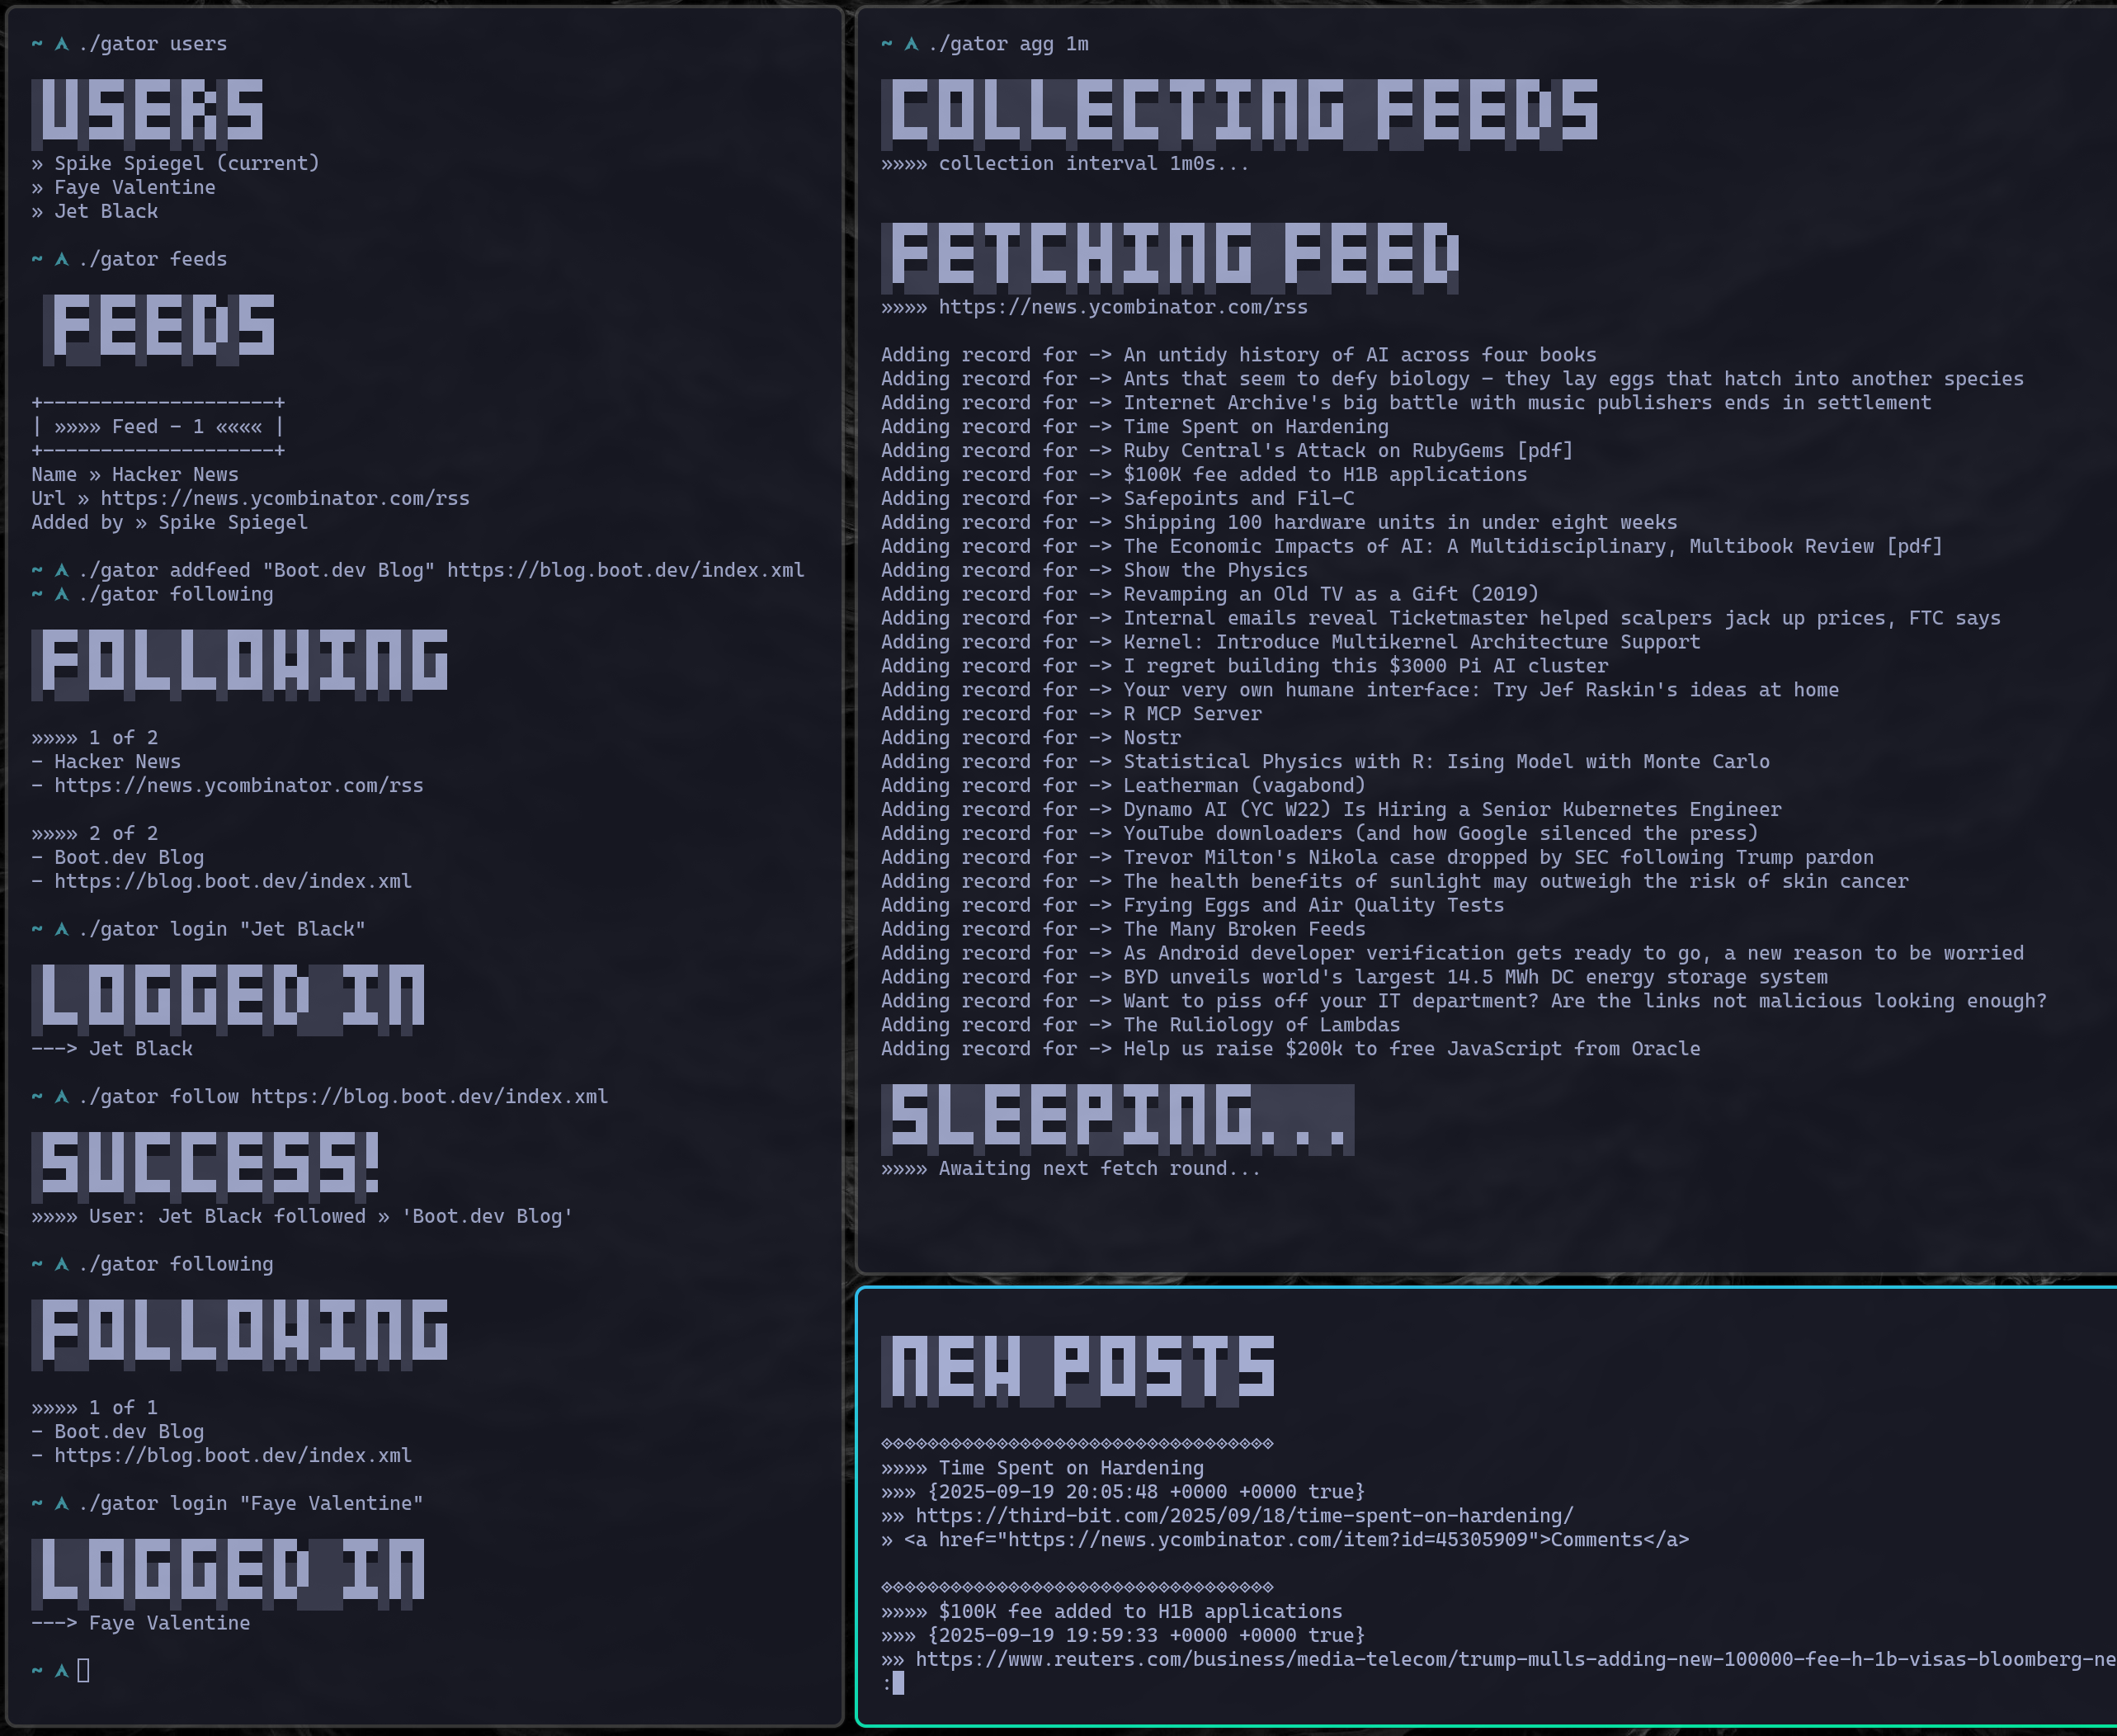 ~ ./gator users
USERS
» Spike Spiegel (current)
» Faye Valentine
» Jet Black
~ ./gator feeds
FEEDS
+--------------------+
| »»»» Feed - 1 «««« |
+--------------------+
Name » Hacker News
Url » https://news.ycombinator.com/rss
Added by » Spike Spiegel
~ ./gator addfeed "Boot.dev Blog" https://blog.boot.dev/index.xml
~ ./gator following
FOLLOWING
»»»» 1 of 2
- Hacker News
- https://news.ycombinator.com/rss
»»»» 2 of 2
- Boot.dev Blog
- https://blog.boot.dev/index.xml
~ ./gator login "Jet Black"
LOGGED IN
---> Jet Black
~ ./gator follow https://blog.boot.dev/index.xml
SUCCESS!
»»»» User: Jet Black followed » 'Boot.dev Blog'
~ ./gator following
FOLLOWING
»»»» 1 of 1
- Boot.dev Blog
- https://blog.boot.dev/index.xml
~ ./gator login "Faye Valentine"
LOGGED IN
---> Faye Valentine
~
~ ./gator agg 1m
COLLECTING FEEDS
»»»» collection interval 1m0s...
FETCHING FEED
»»»» https://news.ycombinator.com/rss
Adding record for -> An untidy history of AI across four books
Adding record for -> Ants that seem to defy biology – they lay eggs that hatch into another species
Adding record for -> Internet Archive's big battle with music publishers ends in settlement
Adding record for -> Time Spent on Hardening
Adding record for -> Ruby Central's Attack on RubyGems [pdf]
Adding record for -> $100K fee added to H1B applications
Adding record for -> Safepoints and Fil-C
Adding record for -> Shipping 100 hardware units in under eight weeks
Adding record for -> The Economic Impacts of AI: A Multidisciplinary, Multibook Review [pdf]
Adding record for -> Show the Physics
Adding record for -> Revamping an Old TV as a Gift (2019)
Adding record for -> Internal emails reveal Ticketmaster helped scalpers jack up prices, FTC says
Adding record for -> Kernel: Introduce Multikernel Architecture Support
Adding record for -> I regret building this $3000 Pi AI cluster
Adding record for -> Your very own humane interface: Try Jef Raskin's ideas at home
Adding record for -> R MCP Server
Adding record for -> Nostr
Adding record for -> Statistical Physics with R: Ising Model with Monte Carlo
Adding record for -> Leatherman (vagabond)
Adding record for -> Dynamo AI (YC W22) Is Hiring a Senior Kubernetes Engineer
Adding record for -> YouTube downloaders (and how Google silenced the press)
Adding record for -> Trevor Milton's Nikola case dropped by SEC following Trump pardon
Adding record for -> The health benefits of sunlight may outweigh the risk of skin cancer
Adding record for -> Frying Eggs and Air Quality Tests
Adding record for -> The Many Broken Feeds
Adding record for -> As Android developer verification gets ready to go, a new reason to be worried
Adding record for -> BYD unveils world's largest 14.5 MWh DC energy storage system
Adding record for -> Want to piss off your IT department? Are the links not malicious looking enough?
Adding record for -> The Ruliology of Lambdas
Adding record for -> Help us raise $200k to free JavaScript from Oracle
SLEEPING...
»»»» Awaiting next fetch round...
NEW POSTS
»»»» Time Spent on Hardening
»»» {2025-09-19 20:05:48 +0000 +0000 true}
»» https://third-bit.com/2025/09/18/time-spent-on-hardening/
» <a href="https://news.ycombinator.com/item?id=45305909">Comments</a>
»»»» $100K fee added to H1B applications
»»» {2025-09-19 19:59:33 +0000 +0000 true}
»» https://www.reuters.com/business/media-telecom/trump-mulls-adding-new-100000-fee-h-1b-visas-bloomberg-ne
: